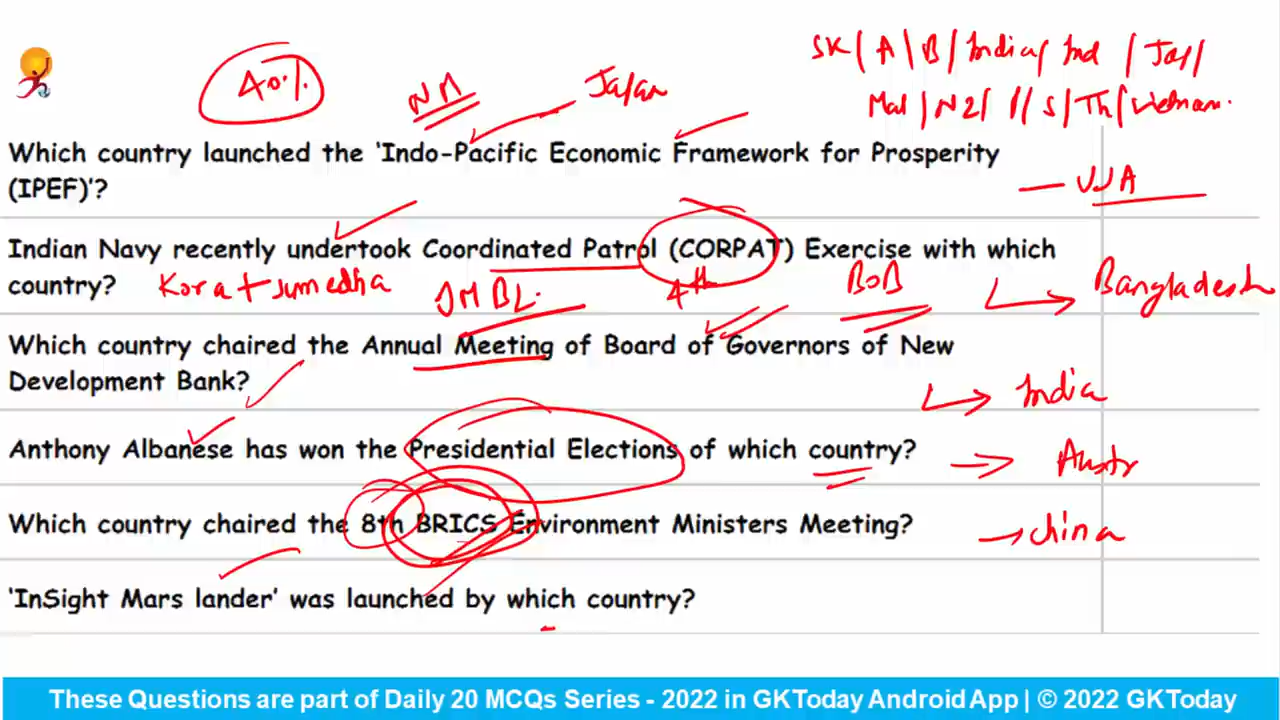 SK / A / B / India / Ind / Jap /
40%
NM
Japan
Mal / NZ / / / S / Th / Vietnam.
Which country launched the 'Indo-Pacific Economic Framework for Prosperity
(IPEF)'?
Indian Navy recently undertook Coordinated Patrol (CORPAT) Exercise with which
country?
Kora + Sumedha
IMBL.
4th
BoB
Bangladesh
Which country chaired the Annual Meeting of Board of Governors of New
Development Bank?
India
Anthony Albanese has won the Presidential Elections of which country?
Austr
Which country chaired the 8th BRICS Environment Ministers Meeting?
China
'InSight Mars lander' was launched by which country?
These Questions are part of Daily 20 MCQs Series - 2022 in GKToday Android App | © 2022 GKToday